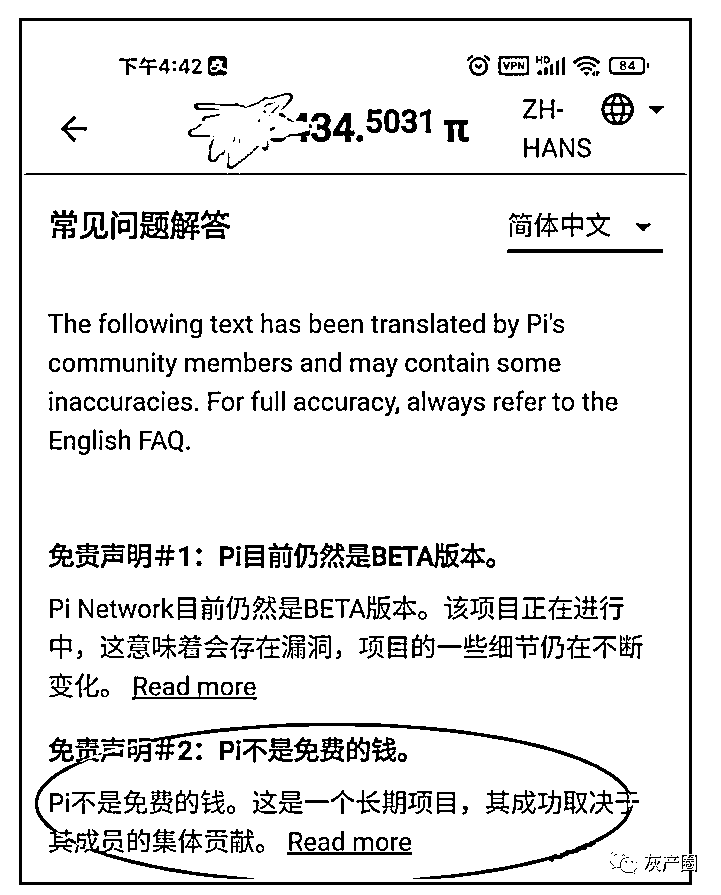 下午4:42
VPN HD 84
434.5031 π
ZH-
HANS
常见问题解答
简体中文
The following text has been translated by Pi's
community members and may contain some
inaccuracies. For full accuracy, always refer to the
English FAQ.
免责声明#1：Pi目前仍然是BETA版本。
Pi Network目前仍然是BETA版本。该项目正在进行
中，这意味着会存在漏洞，项目的一些细节仍在不断
变化。 Read more
免责声明#2：Pi不是免费的钱。
Pi不是免费的钱。这是一个长期项目，其成功取决于
其成员的集体贡献。 Read more
灰产圈